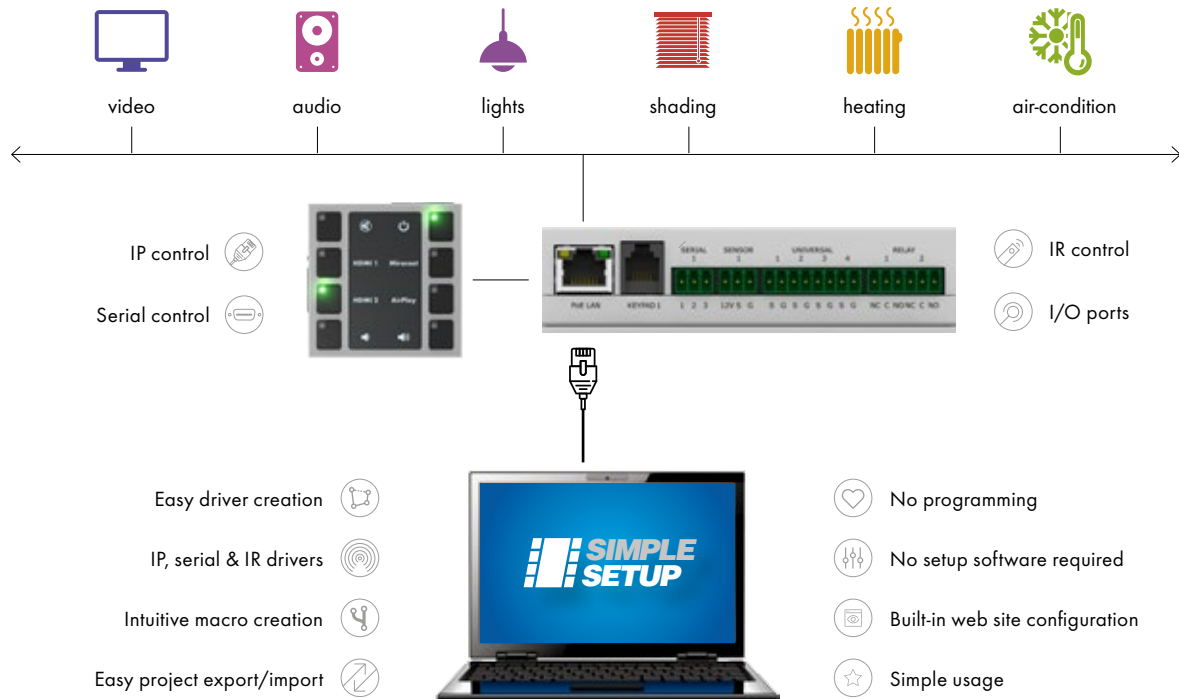 video
audio
lights
shading
heating
air-condition
IP control
Serial control
HDMI 1 Miracast
HDMI 2 AirPlay
SERIAL SENSOR UNIVERSAL RELAY
1 1 1 2 3 4 1 2
PoE LAN KEYPAD 1 1 2 3 12V S G S G S G S G S G NC C NO NC C NO
IR control
I/O ports
Easy driver creation
IP, serial & IR drivers
Intuitive macro creation
Easy project export/import
SIMPLE
SETUP
No programming
No setup software required
Built-in web site configuration
Simple usage